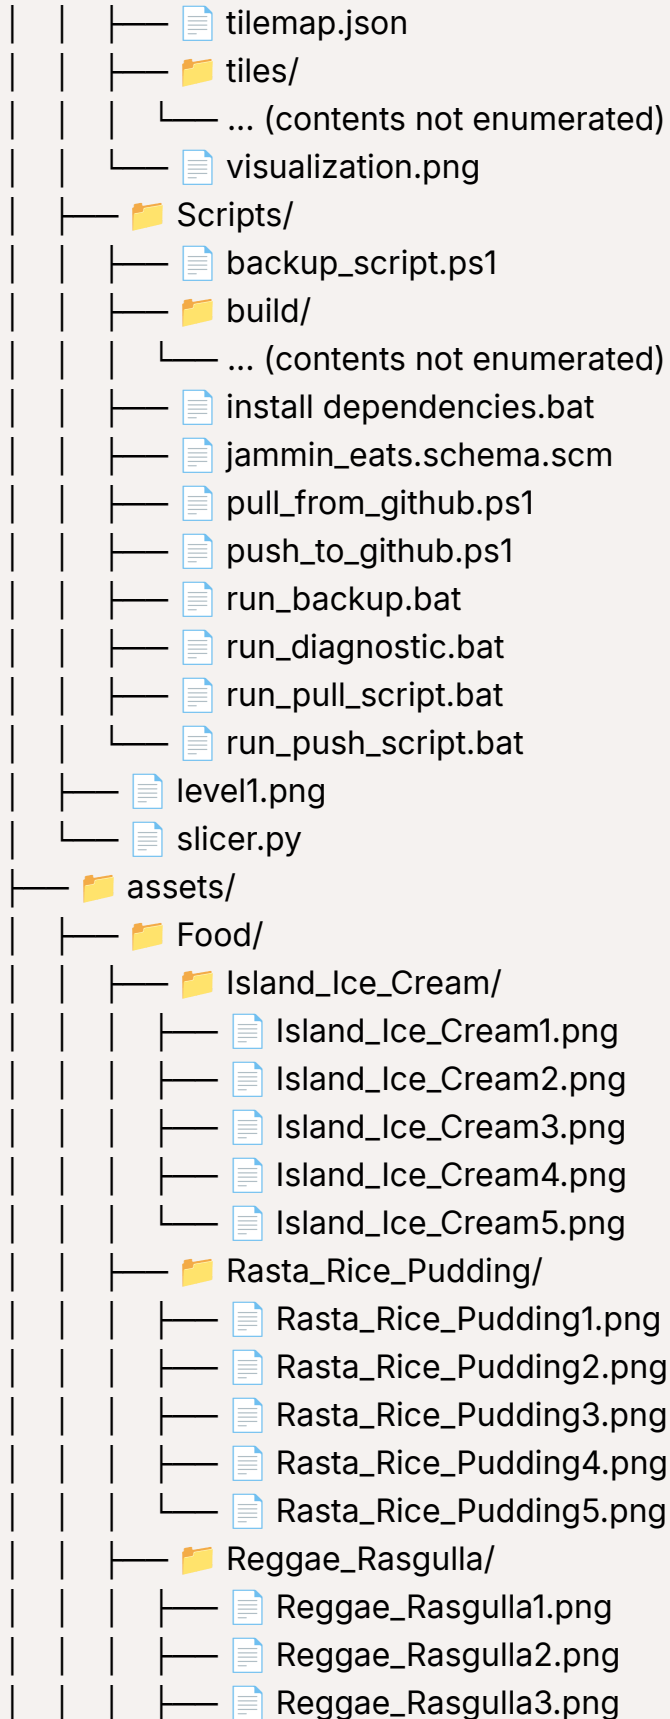 │   │   ├── 📄 tilemap.json
│   │   ├── 📁 tiles/
│   │   │   └── ... (contents not enumerated)
│   │   └── 📄 visualization.png
│   ├── 📁 Scripts/
│   │   ├── 📄 backup_script.ps1
│   │   ├── 📁 build/
│   │   │   └── ... (contents not enumerated)
│   │   ├── 📄 install dependencies.bat
│   │   ├── 📄 jammin_eats.schema.scm
│   │   ├── 📄 pull_from_github.ps1
│   │   ├── 📄 push_to_github.ps1
│   │   ├── 📄 run_backup.bat
│   │   ├── 📄 run_diagnostic.bat
│   │   ├── 📄 run_pull_script.bat
│   │   └── 📄 run_push_script.bat
│   ├── 📄 level1.png
│   └── 📄 slicer.py
├── 📁 assets/
│   ├── 📁 Food/
│   │   ├── 📁 Island_Ice_Cream/
│   │   │   ├── 📄 Island_Ice_Cream1.png
│   │   │   ├── 📄 Island_Ice_Cream2.png
│   │   │   ├── 📄 Island_Ice_Cream3.png
│   │   │   ├── 📄 Island_Ice_Cream4.png
│   │   │   └── 📄 Island_Ice_Cream5.png
│   │   ├── 📁 Rasta_Rice_Pudding/
│   │   │   ├── 📄 Rasta_Rice_Pudding1.png
│   │   │   ├── 📄 Rasta_Rice_Pudding2.png
│   │   │   ├── 📄 Rasta_Rice_Pudding3.png
│   │   │   ├── 📄 Rasta_Rice_Pudding4.png
│   │   │   └── 📄 Rasta_Rice_Pudding5.png
│   │   ├── 📁 Reggae_Rasgulla/
│   │   │   ├── 📄 Reggae_Rasgulla1.png
│   │   │   ├── 📄 Reggae_Rasgulla2.png
│   │   │   ├── 📄 Reggae_Rasgulla3.png